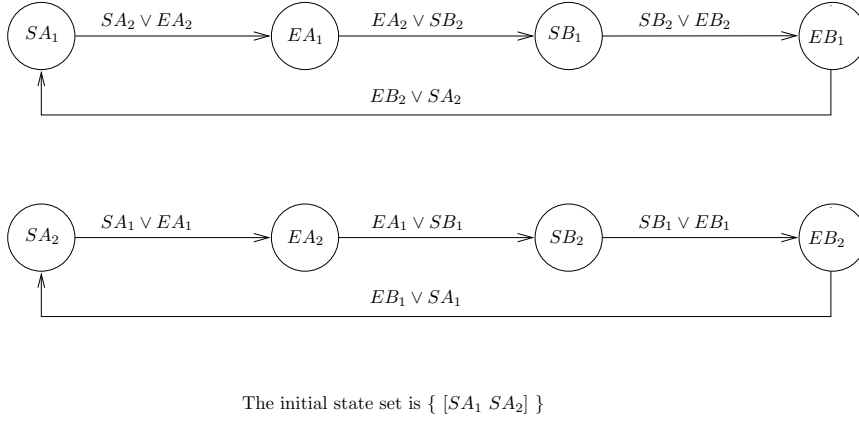 SA₁ SA₂ ∨ EA₂ EA₁ EA₂ ∨ SB₂ SB₁ SB₂ ∨ EB₂ EB₁
EB₂ ∨ SA₂
SA₂ SA₁ ∨ EA₁ EA₂ EA₁ ∨ SB₁ SB₂ SB₁ ∨ EB₁ EB₂
EB₁ ∨ SA₁
The initial state set is { [SA₁ SA₂] }